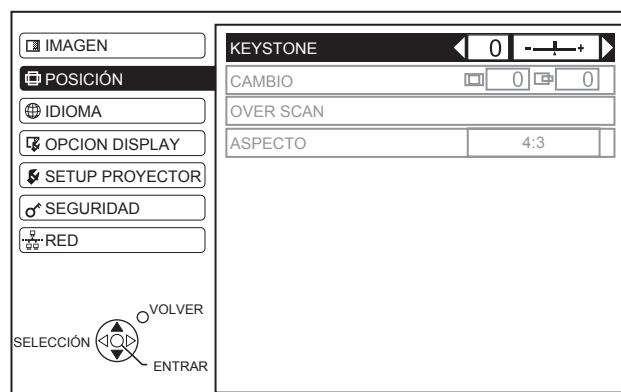 IMAGEN
POSICIÓN
IDIOMA
OPCION DISPLAY
SETUP PROYECTOR
SEGURIDAD
RED
VOLVER
SELECCIÓN
ENTRAR
KEYSTONE 0 - +
CAMBIO 0 0
OVER SCAN
ASPECTO 4:3